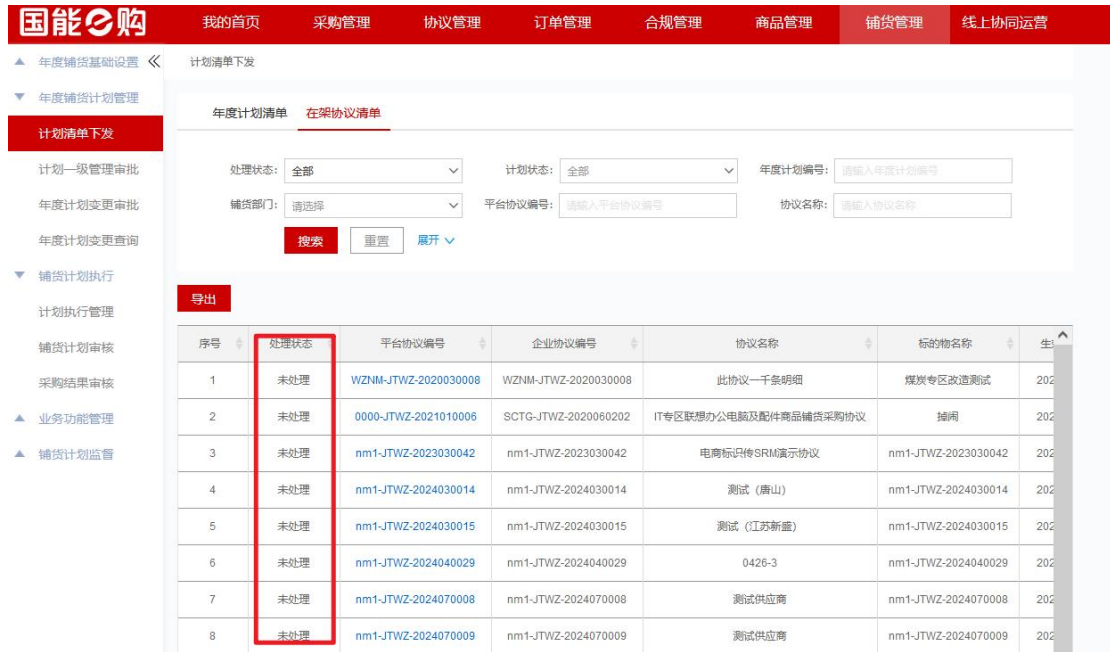 国能e购 我的首页 采购管理 协议管理 订单管理 合规管理 商品管理 铺货管理 线上协同运营
年度铺货基础设置 计划清单下发
年度铺货计划管理
年度计划清单 在架协议清单
计划清单下发
计划一级管理审批
处理状态: 全部 计划状态: 全部 年度计划编号: 请输入年度计划编号
年度计划变更审批
铺货部门: 请选择 平台协议编号: 请输入平台协议编号 协议名称: 请输入协议名称
年度计划变更查询
搜索 重置 展开
铺货计划执行
导出
计划执行管理
铺货计划审核
序号 处理状态 平台协议编号 企业协议编号 协议名称 标的物名称
采购结果审核
1 未处理 WZNM-JTWZ-2020030008 WZNM-JTWZ-2020030008 此协议一千条明细 煤炭专区改造测试 202
业务功能管理
2 未处理 0000-JTWZ-2021010006 SCTG-JTWZ-2020060202 IT专区联想办公电脑及配件商品铺货采购协议 掉闹 202
铺货计划监督
3 未处理 nm1-JTWZ-2023030042 nm1-JTWZ-2023030042 电商标识传SRM演示协议 nm1-JTWZ-2023030042 202
4 未处理 nm1-JTWZ-2024030014 nm1-JTWZ-2024030014 测试（唐山） nm1-JTWZ-2024030014 202
5 未处理 nm1-JTWZ-2024030015 nm1-JTWZ-2024030015 测试（江苏新盛） nm1-JTWZ-2024030015 202
6 未处理 nm1-JTWZ-2024040029 nm1-JTWZ-2024040029 0426-3 nm1-JTWZ-2024040029 202
7 未处理 nm1-JTWZ-2024070008 nm1-JTWZ-2024070008 测试供应商 nm1-JTWZ-2024070008 202
8 未处理 nm1-JTWZ-2024070009 nm1-JTWZ-2024070009 测试供应商 nm1-JTWZ-2024070009 202